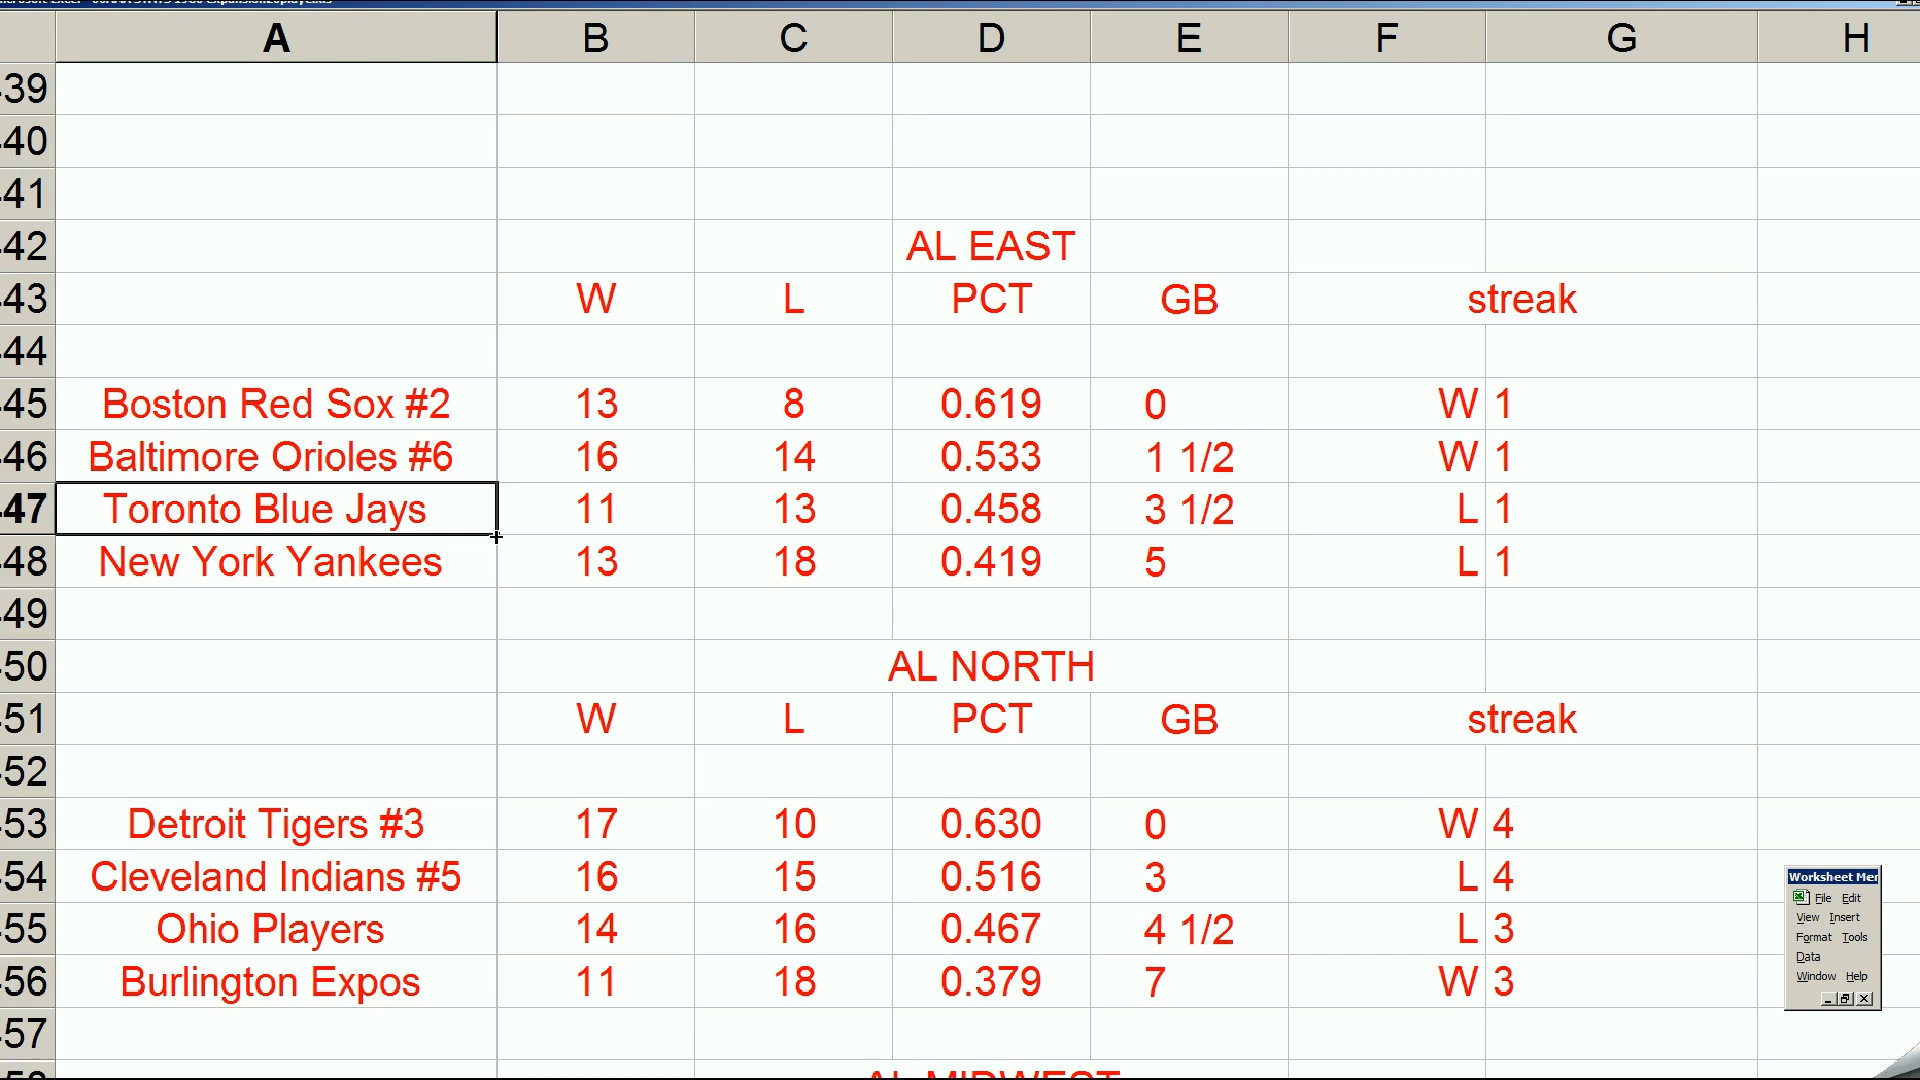 A B C D E F G H
39
40
41
42 AL EAST
43 W L PCT GB streak
44
45 Boston Red Sox #2 13 8 0.619 0 W 1
46 Baltimore Orioles #6 16 14 0.533 1 1/2 W 1
47 Toronto Blue Jays 11 13 0.458 3 1/2 L 1
48 New York Yankees 13 18 0.419 5 L 1
49
50 AL NORTH
51 W L PCT GB streak
52
53 Detroit Tigers #3 17 10 0.630 0 W 4
54 Cleveland Indians #5 16 15 0.516 3 L 4
55 Ohio Players 14 16 0.467 4 1/2 L 3
56 Burlington Expos 11 18 0.379 7 W 3
57
AL MIDWEST
Worksheet Mer
File Edit
View Insert
Format Tools
Data
Window Help